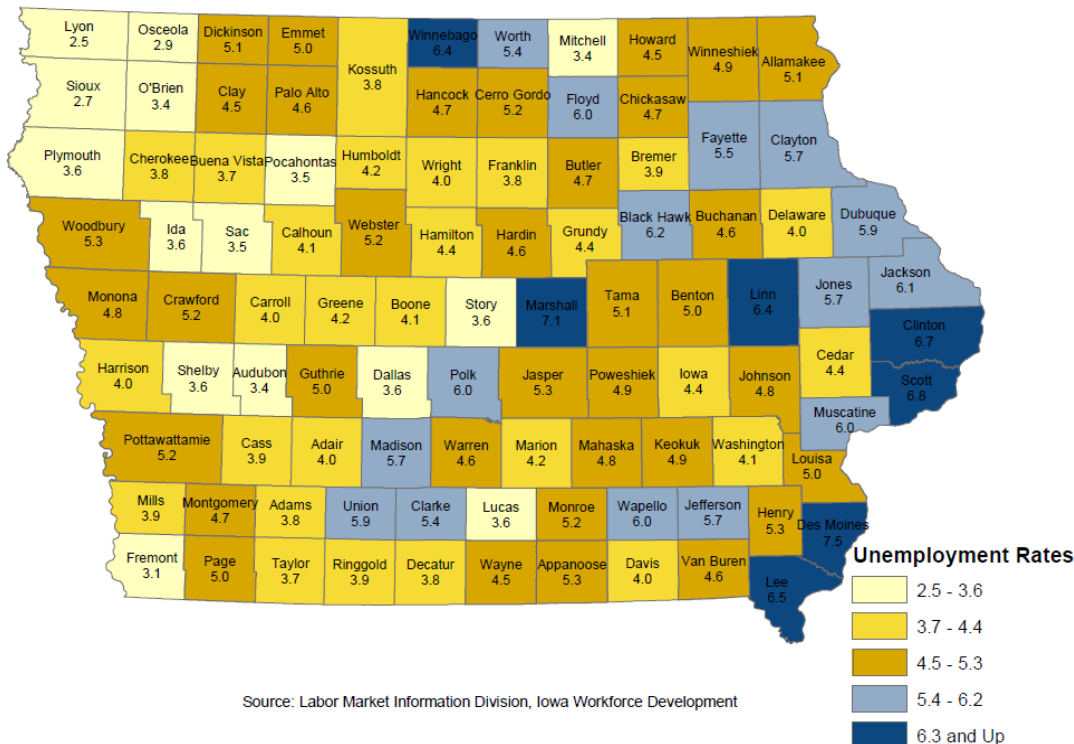 Lyon
2.5
Osceola
2.9
Dickinson
5.1
Emmet
5.0
Kossuth
3.8
Winnebago
6.4
Worth
5.4
Mitchell
3.4
Howard
4.5
Winneshiek
4.9
Allamakee
5.1
Sioux
2.7
O'Brien
3.4
Clay
4.5
Palo Alto
4.6
Hancock
4.7
Cerro Gordo
5.2
Floyd
6.0
Chickasaw
4.7
Fayette
5.5
Clayton
5.7
Plymouth
3.6
Cherokee
3.8
Buena Vista
3.7
Pocahontas
3.5
Humboldt
4.2
Wright
4.0
Franklin
3.8
Butler
4.7
Bremer
3.9
Woodbury
5.3
Ida
3.6
Sac
3.5
Calhoun
4.1
Webster
5.2
Hamilton
4.4
Hardin
4.6
Grundy
4.4
Black Hawk
6.2
Buchanan
4.6
Delaware
4.0
Dubuque
5.9
Monona
4.8
Crawford
5.2
Carroll
4.0
Greene
4.2
Boone
4.1
Story
3.6
Marshall
7.1
Tama
5.1
Benton
5.0
Linn
6.4
Jones
5.7
Jackson
6.1
Clinton
6.7
Harrison
4.0
Shelby
3.6
Audubon
3.4
Guthrie
5.0
Dallas
3.6
Polk
6.0
Jasper
5.3
Poweshiek
4.9
Iowa
4.4
Johnson
4.8
Cedar
4.4
Scott
6.8
Muscatine
6.0
Pottawattamie
5.2
Cass
3.9
Adair
4.0
Madison
5.7
Warren
4.6
Marion
4.2
Mahaska
4.8
Keokuk
4.9
Washington
4.1
Louisa
5.0
Mills
3.9
Montgomery
4.7
Adams
3.8
Union
5.9
Clarke
5.4
Lucas
3.6
Monroe
5.2
Wapello
6.0
Jefferson
5.7
Henry
5.3
Des Moines
7.5
Fremont
3.1
Page
5.0
Taylor
3.7
Ringgold
3.9
Decatur
3.8
Wayne
4.5
Appanoose
5.3
Davis
4.0
Van Buren
4.6
Lee
6.5
Unemployment Rates
2.5 - 3.6
3.7 - 4.4
4.5 - 5.3
5.4 - 6.2
6.3 and Up
Source: Labor Market Information Division, Iowa Workforce Development